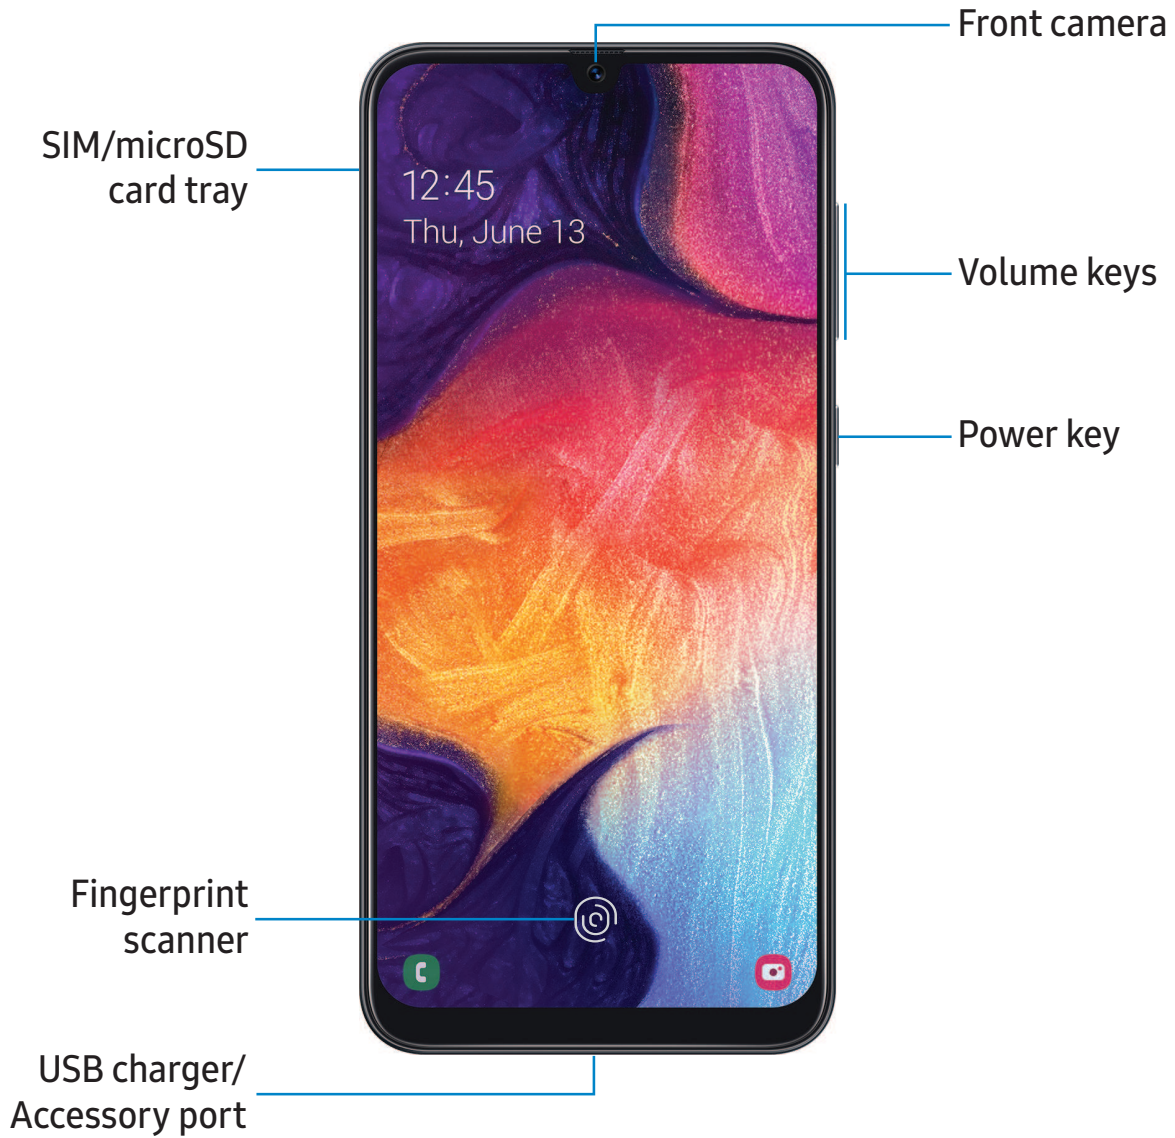 Front camera
SIM/microSD
card tray
12:45
Thu, June 13
Volume keys
Power key
Fingerprint
scanner
USB charger/
Accessory port